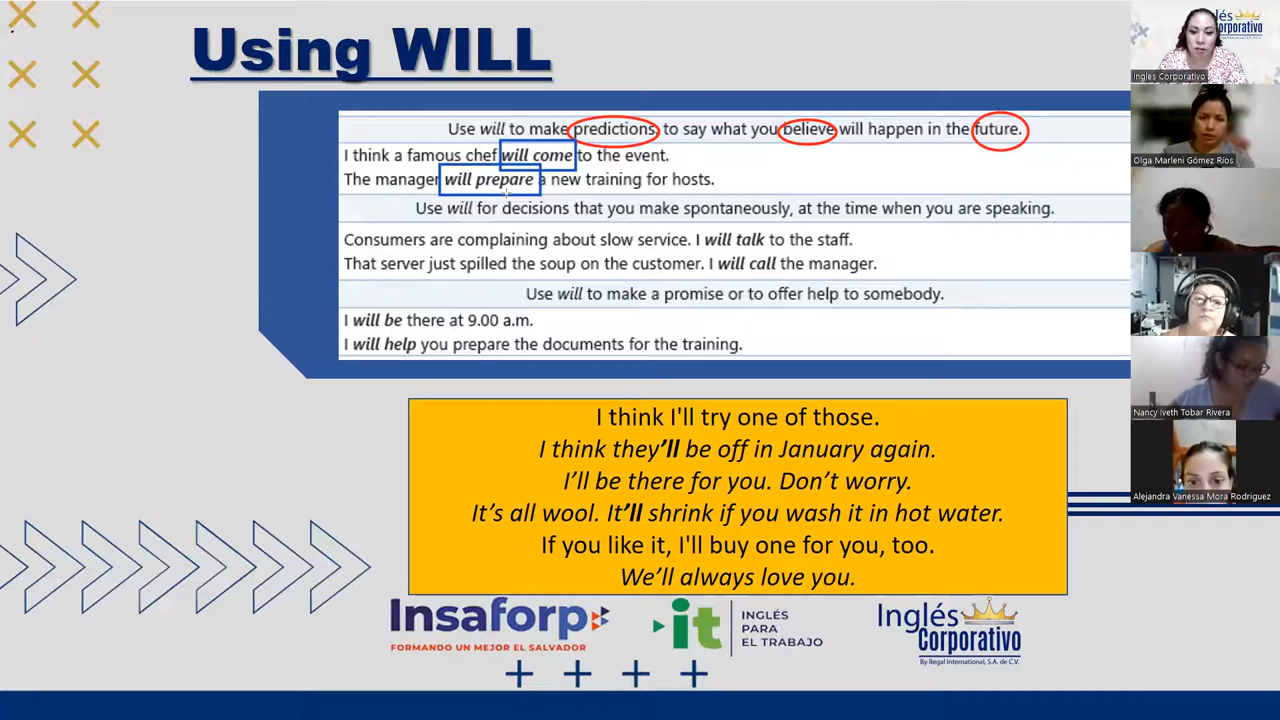 Using WILL
Use will to make predictions, to say what you believe will happen in the future.
I think a famous chef will come to the event.
The manager will prepare a new training for hosts.
Use will for decisions that you make spontaneously, at the time when you are speaking.
Consumers are complaining about slow service. I will talk to the staff.
That server just spilled the soup on the customer. I will call the manager.
Use will to make a promise or to offer help to somebody.
I will be there at 9.00 a.m.
I will help you prepare the documents for the training.
I think I'll try one of those.
I think they'll be off in January again.
I'll be there for you. Don't worry.
It's all wool. It'll shrink if you wash it in hot water.
If you like it, I'll buy one for you, too.
We'll always love you.
Insaforp
FORMANDO UN MEJOR EL SALVADOR
it
INGLÉS
PARA
EL TRABAJO
Inglés
Corporativo
By Regal International, S.A. de C.V.
glés
Corporativo
Ingles Corporativo
Olga Marleni Gómez Ríos
Nancy Iveth Tobar Rivera
Alejandra Vanessa Mora Rodriguez